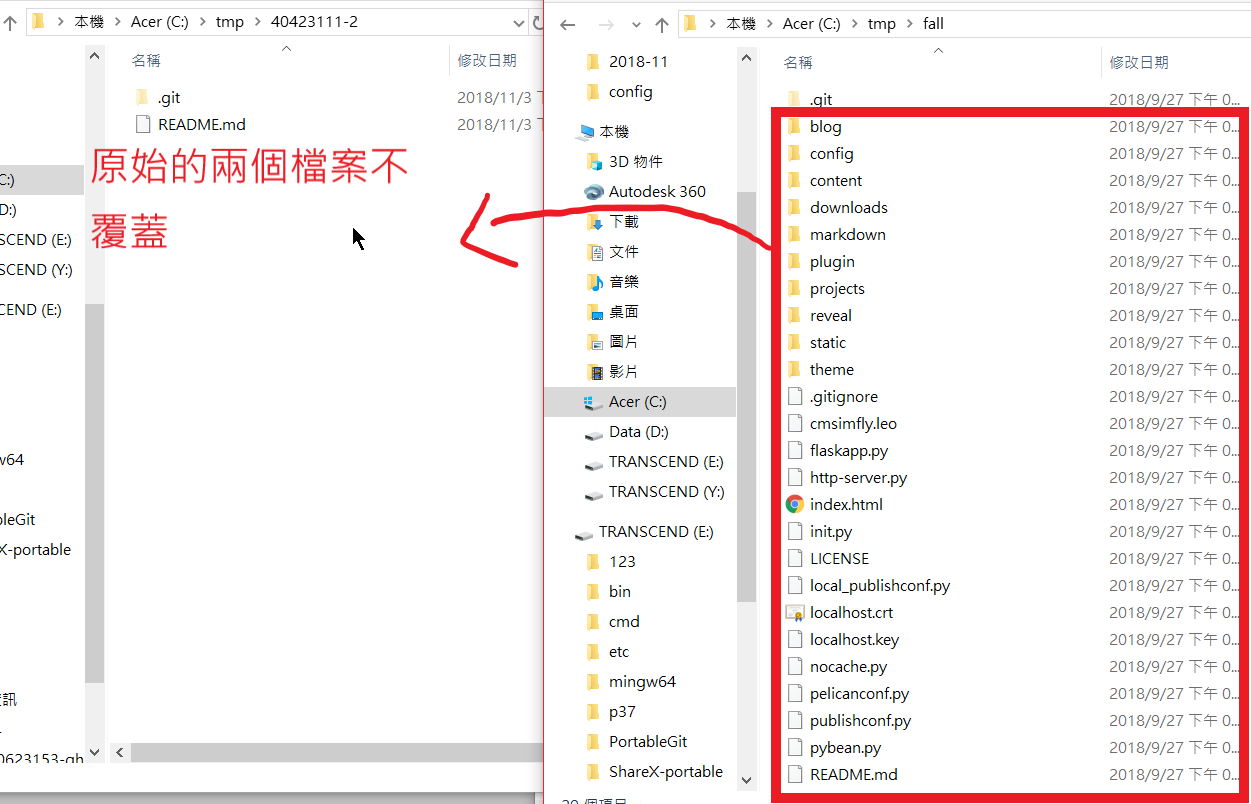 本機 > Acer (C:) > tmp > 40423111-2
名稱
修改日期
.git
2018/11/3
README.md
2018/11/3
原始的兩個檔案不
覆蓋
C:)
D:)
SCEND (E:)
SCEND (Y:)
CEND (E:)
w64
bleGit
X-portable
訊
0623153-gh
本機 > Acer (C:) > tmp > fall
2018-11
config
本機
3D 物件
Autodesk 360
下載
文件
音樂
桌面
圖片
影片
Acer (C:)
Data (D:)
TRANSCEND (E:)
TRANSCEND (Y:)
TRANSCEND (E:)
123
bin
cmd
etc
mingw64
p37
PortableGit
ShareX-portable
名稱 修改日期
.git 2018/9/27 下午 0...
blog 2018/9/27 下午 0...
config 2018/9/27 下午 0...
content 2018/9/27 下午 0...
downloads 2018/9/27 下午 0...
markdown 2018/9/27 下午 0...
plugin 2018/9/27 下午 0...
projects 2018/9/27 下午 0...
reveal 2018/9/27 下午 0...
static 2018/9/27 下午 0...
theme 2018/9/27 下午 0...
.gitignore 2018/9/27 下午 0...
cmsimfly.leo 2018/9/27 下午 0...
flaskapp.py 2018/9/27 下午 0...
http-server.py 2018/9/27 下午 0...
index.html 2018/9/27 下午 0...
init.py 2018/9/27 下午 0...
LICENSE 2018/9/27 下午 0...
local_publishconf.py 2018/9/27 下午 0...
localhost.crt 2018/9/27 下午 0...
localhost.key 2018/9/27 下午 0...
nocache.py 2018/9/27 下午 0...
pelicanconf.py 2018/9/27 下午 0...
publishconf.py 2018/9/27 下午 0...
pybean.py 2018/9/27 下午 0...
README.md 2018/9/27 下午 0...